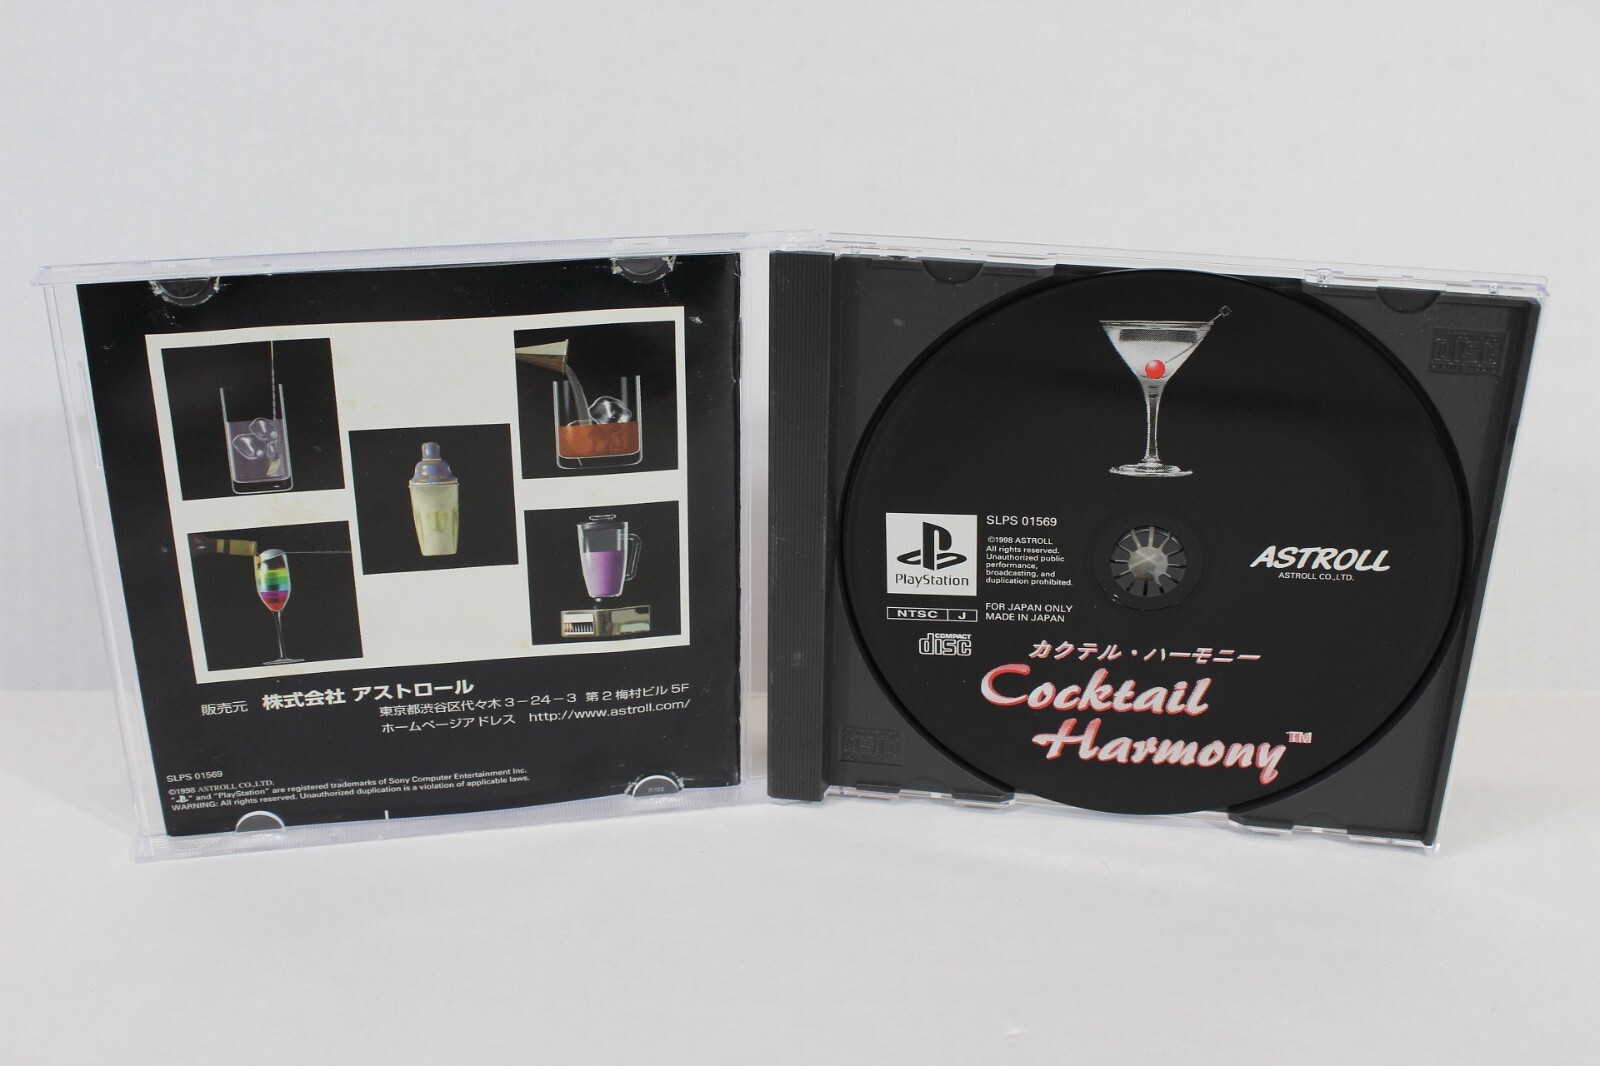 販売元 株式会社 アストロール
東京都渋谷区代々木3-24-3 第2梅村ビル5F
ホームページアドレス http://www.astroll.com/
SLPS 01569
©1998 ASTROLL CO.,LTD.
" " and "PlayStation" are registered trademarks of Sony Computer Entertainment Inc.
WARNING: All rights reserved. Unauthorized duplication is a violation of applicable laws.
PlayStation
SLPS 01569
©1998 ASTROLL
All rights reserved.
Unauthorized public
performance,
broadcasting, and
duplication prohibited.
NTSC J
FOR JAPAN ONLY
MADE IN JAPAN
COMPACT
disc
ASTROLL
ASTROLL CO.,LTD.
カクテル・ハーモニー
Cocktail
Harmony™